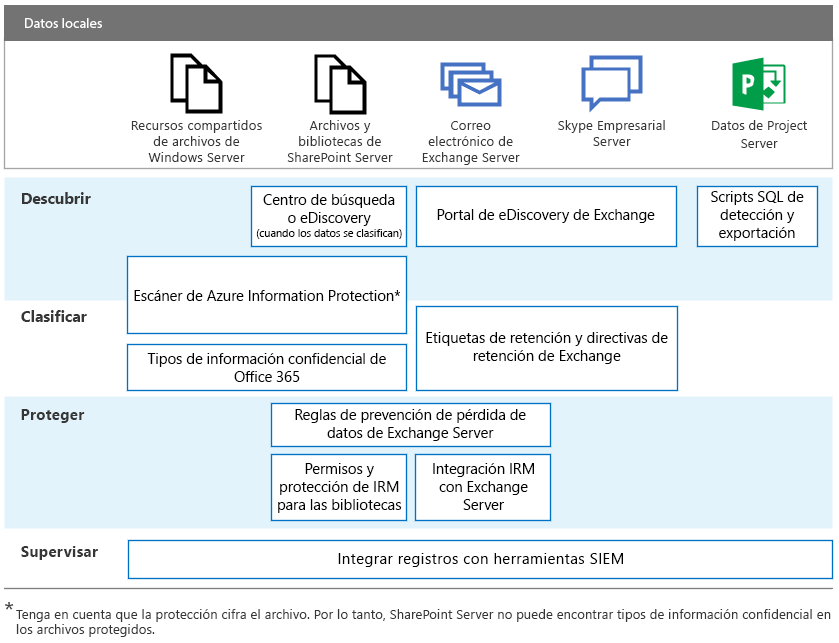 Datos locales
Recursos compartidos
de archivos de
Windows Server
Archivos y
bibliotecas de
SharePoint Server
Correo
electrónico de
Exchange Server
Skype Empresarial
Server
P
Datos de Project
Server
Descubrir
Centro de búsqueda
o eDiscovery
(cuando los datos se clasifican)
Portal de eDiscovery de Exchange
Scripts SQL de
detección y
exportación
Escáner de Azure Information Protection*
Clasificar
Etiquetas de retención y directivas de
retención de Exchange
Tipos de información confidencial de
Office 365
Proteger
Reglas de prevención de pérdida de
datos de Exchange Server
Permisos y
protección de IRM
para las bibliotecas
Integración IRM
con Exchange
Server
Supervisar
Integrar registros con herramientas SIEM
* Tenga en cuenta que la protección cifra el archivo. Por lo tanto, SharePoint Server no puede encontrar tipos de información confidencial en
los archivos protegidos.